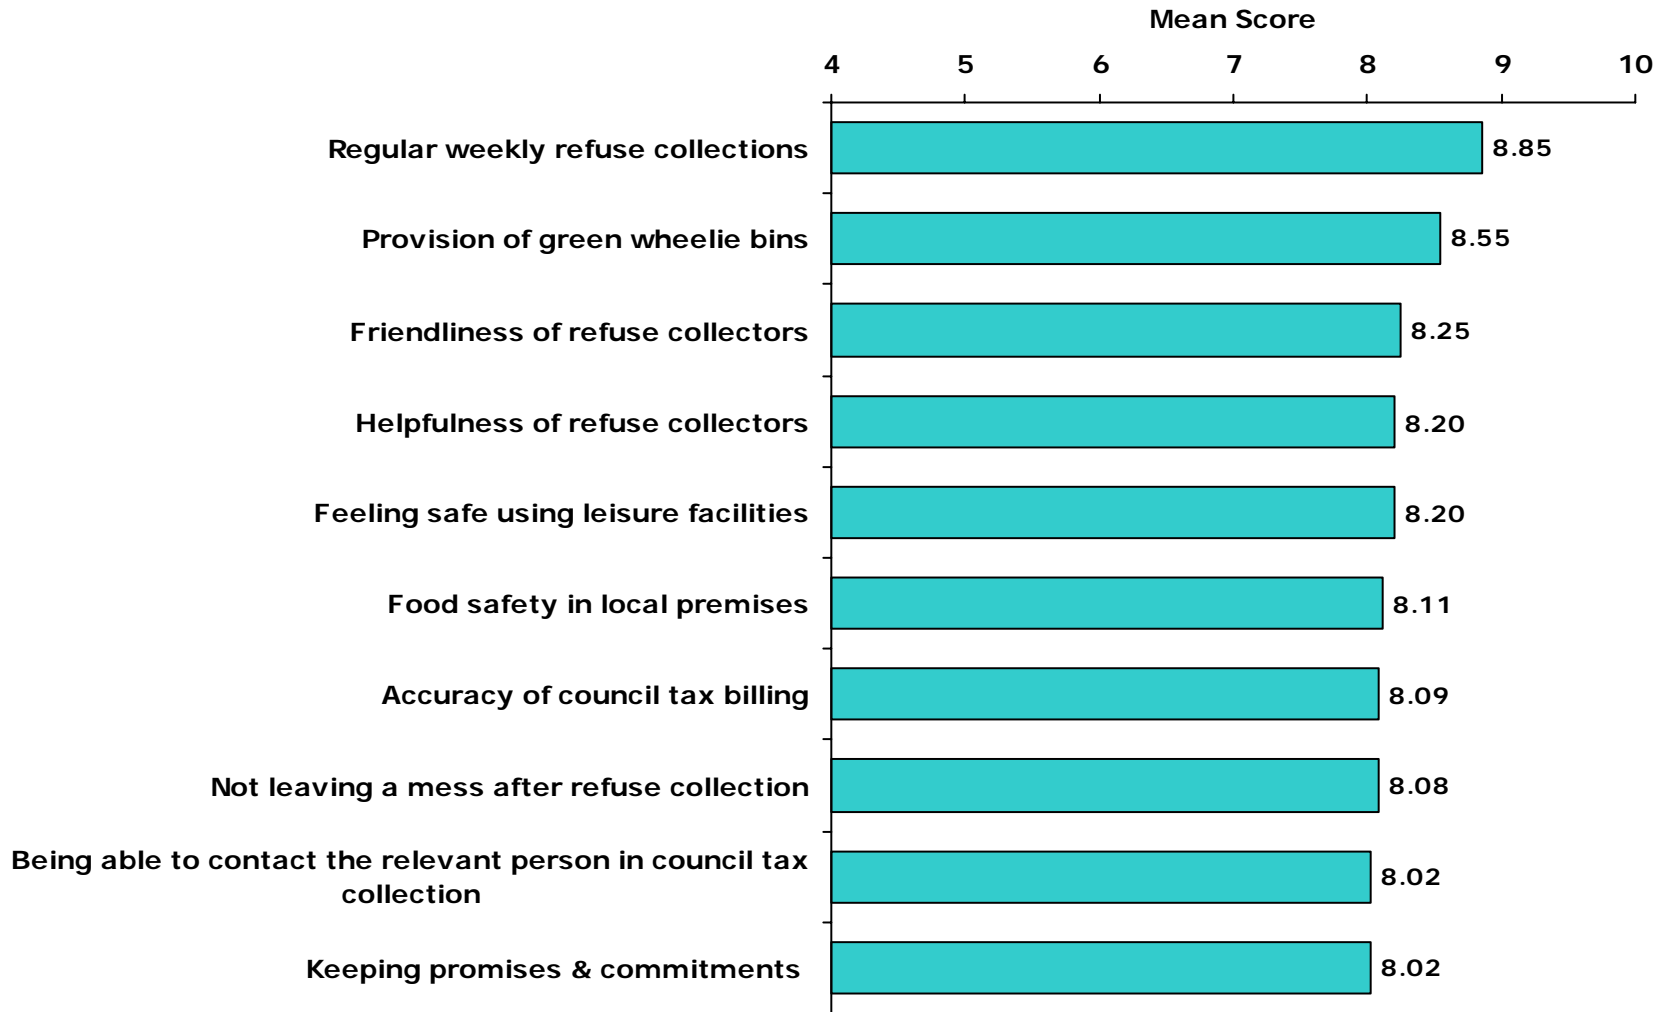 Mean Score
4 5 6 7 8 9 10
Regular weekly refuse collections 8.85
Provision of green wheelie bins 8.55
Friendliness of refuse collectors 8.25
Helpfulness of refuse collectors 8.20
Feeling safe using leisure facilities 8.20
Food safety in local premises 8.11
Accuracy of council tax billing 8.09
Not leaving a mess after refuse collection 8.08
Being able to contact the relevant person in council tax
collection 8.02
Keeping promises & commitments 8.02